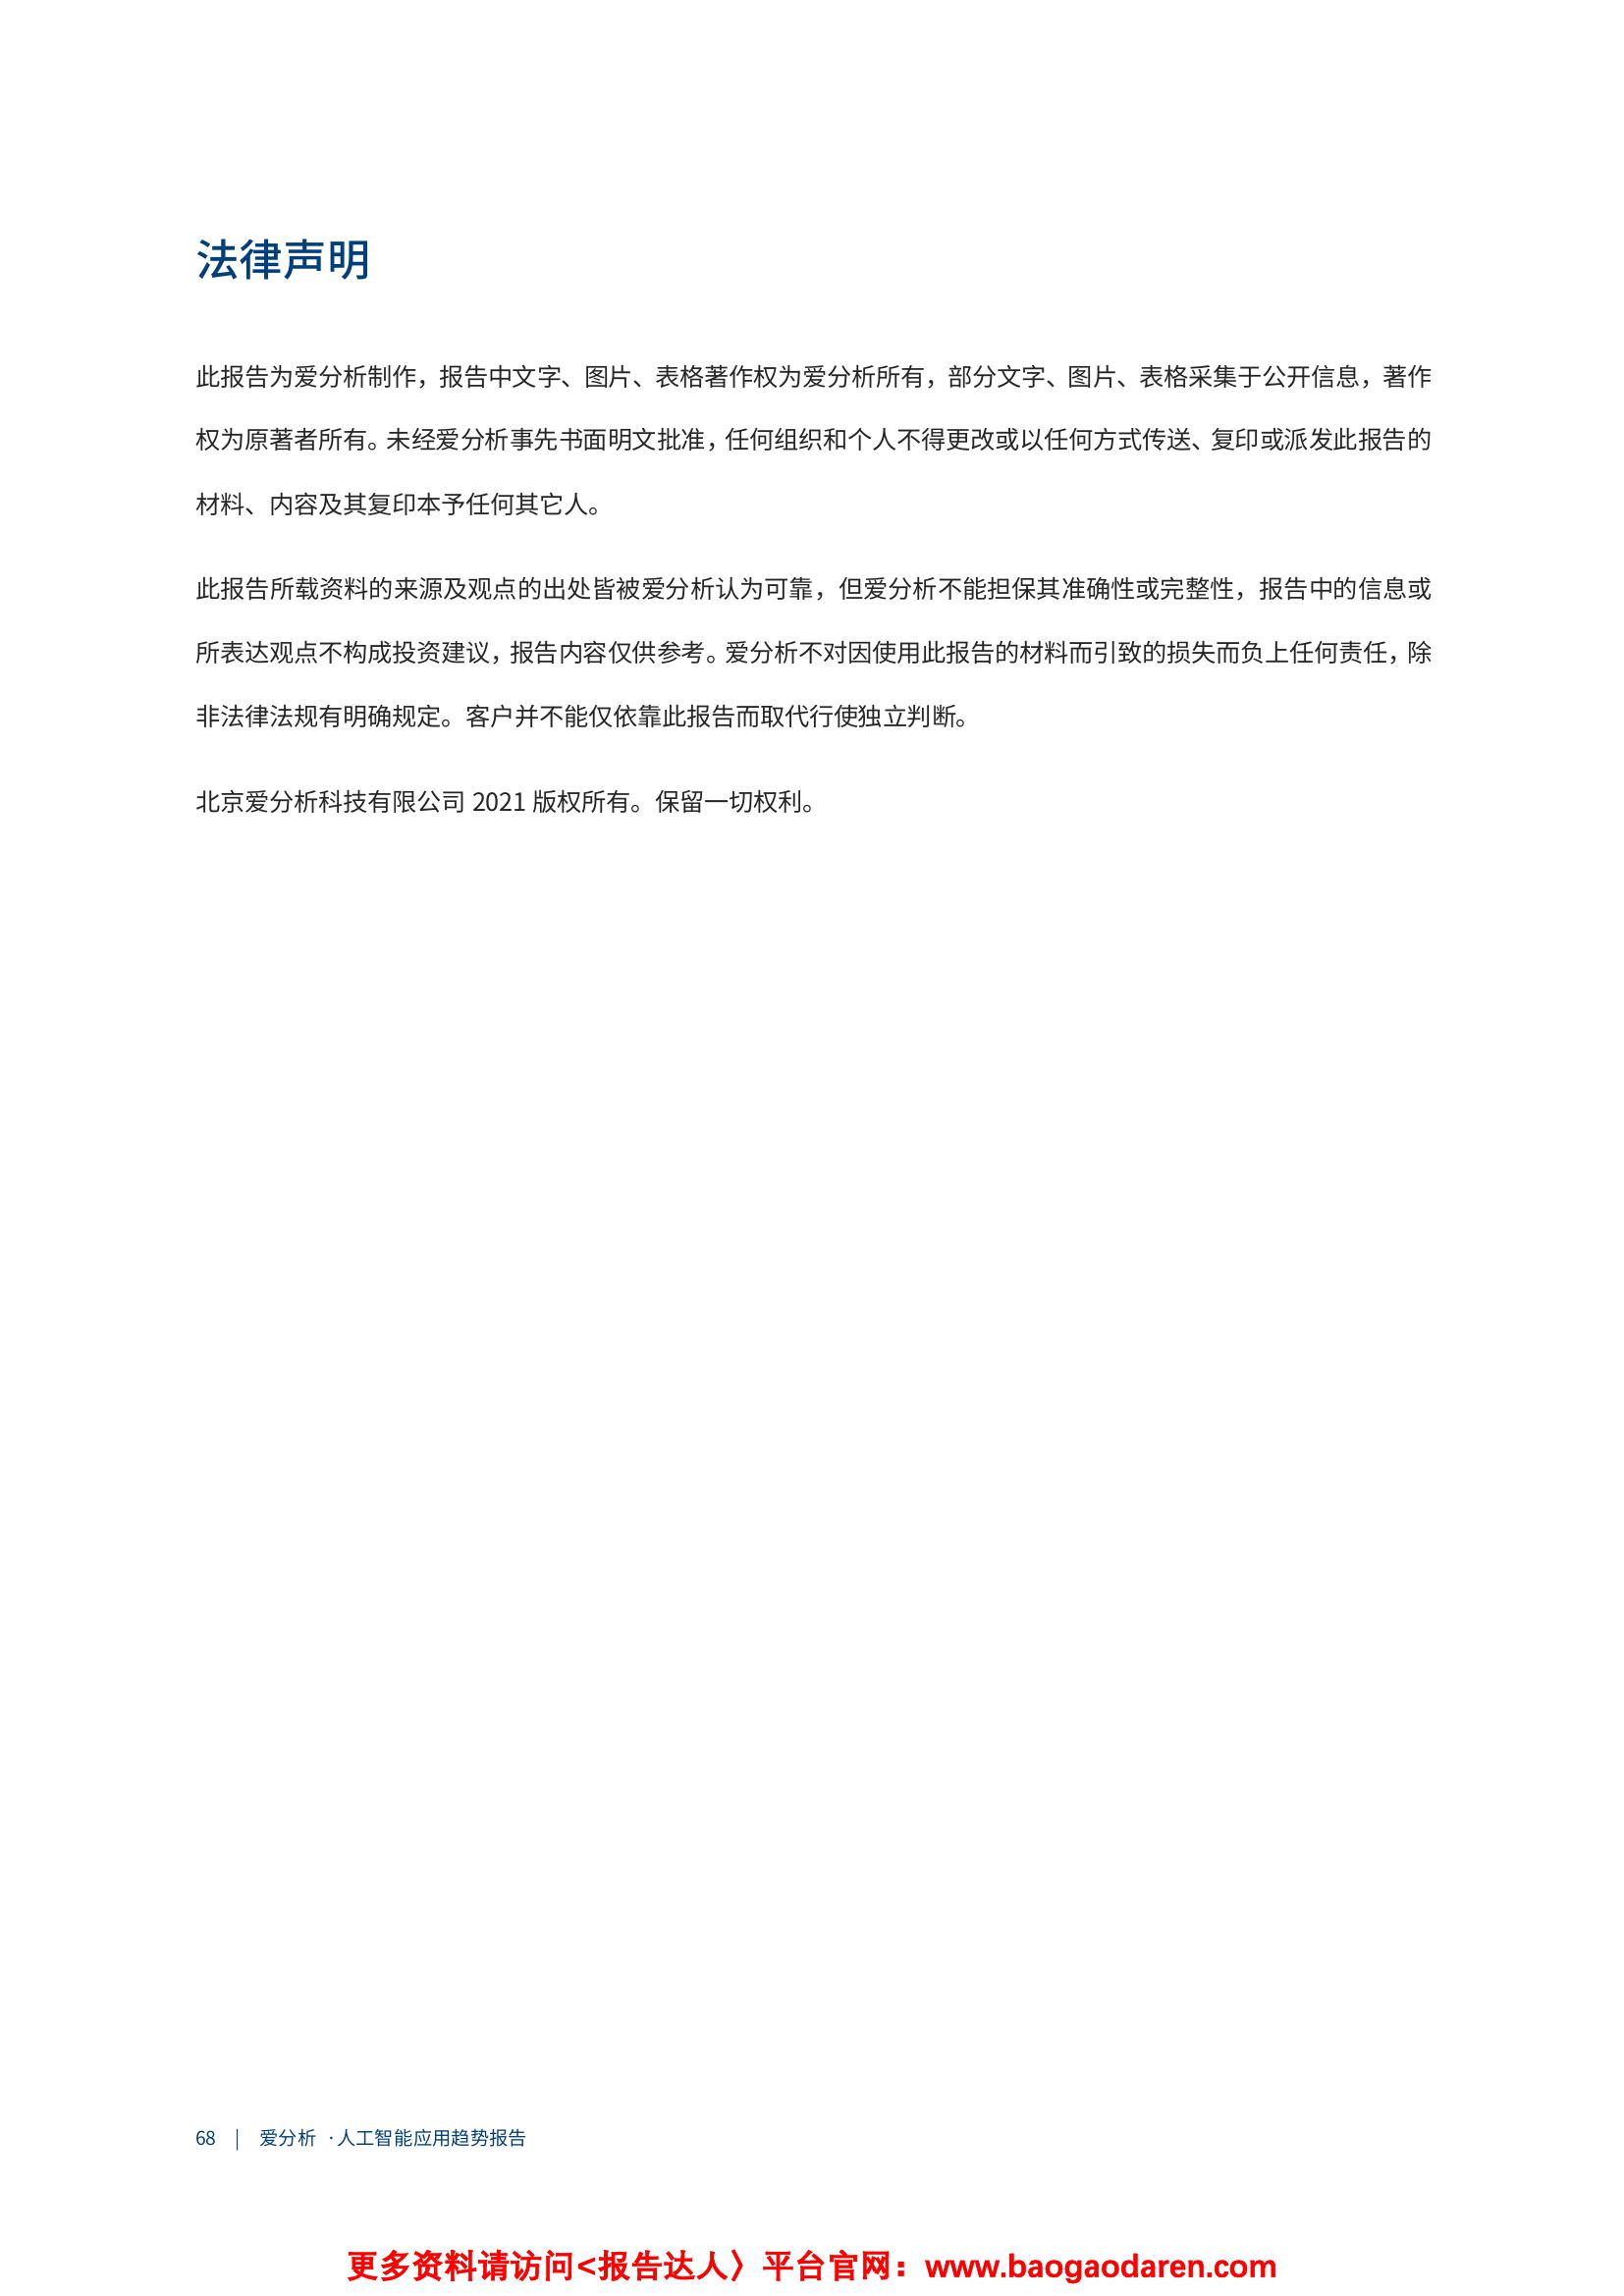 法律声明
此报告为爱分析制作，报告中文字、图片、表格著作权为爱分析所有，部分文字、图片、表格采集于公开信息，著作
权为原著者所有。未经爱分析事先书面明文批准，任何组织和个人不得更改或以任何方式传送、复印或派发此报告的
材料、内容及其复印本予任何其它人。
此报告所载资料的来源及观点的出处皆被爱分析认为可靠，但爱分析不能担保其准确性或完整性，报告中的信息或
所表达观点不构成投资建议，报告内容仅供参考。爱分析不对因使用此报告的材料而引致的损失而负上任何责任，除
非法律法规有明确规定。客户并不能仅依靠此报告而取代行使独立判断。
北京爱分析科技有限公司 2021 版权所有。保留一切权利。
68 | 爱分析 ·人工智能应用趋势报告
更多资料请访问<报告达人〉平台官网：www.baogaodaren.com